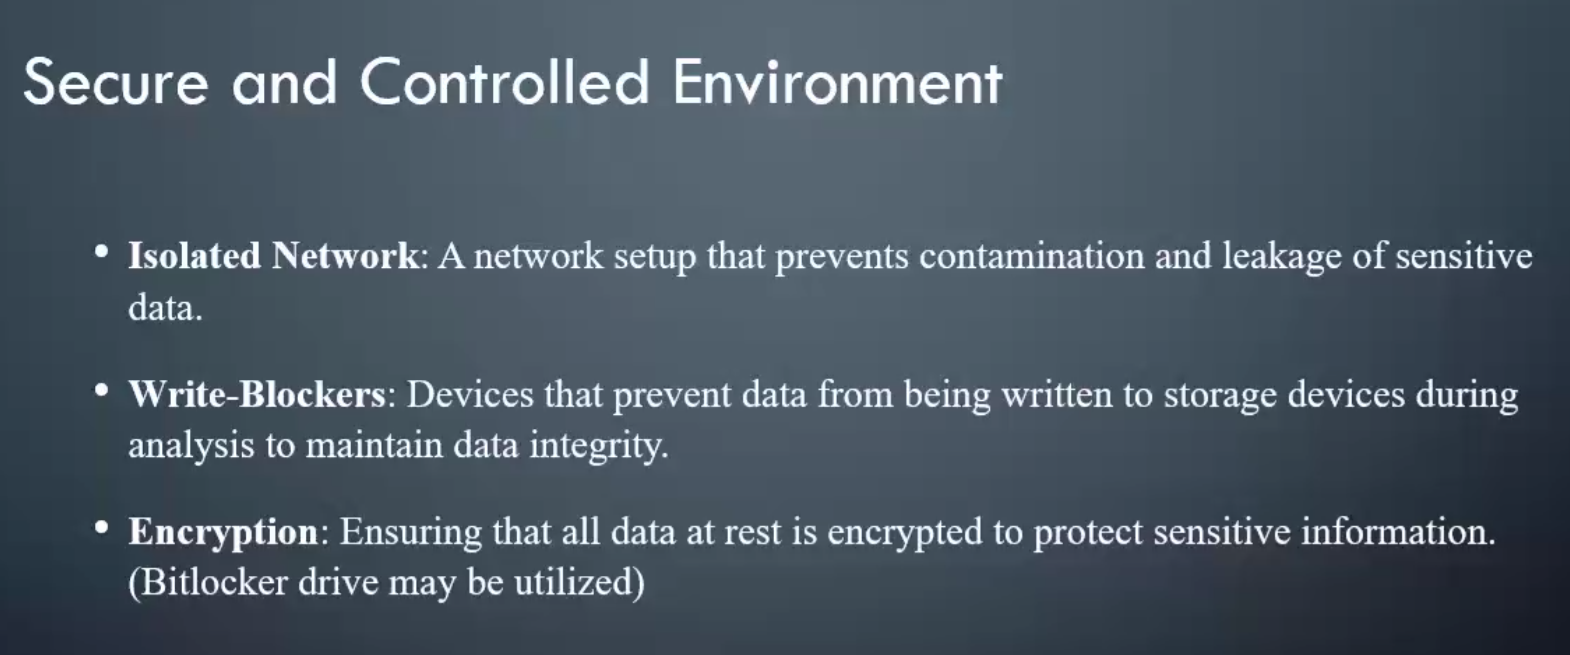 Secure and Controlled Environment
• Isolated Network: A network setup that prevents contamination and leakage of sensitive
data.
• Write-Blockers: Devices that prevent data from being written to storage devices during
analysis to maintain data integrity.
• Encryption: Ensuring that all data at rest is encrypted to protect sensitive information.
(Bitlocker drive may be utilized)